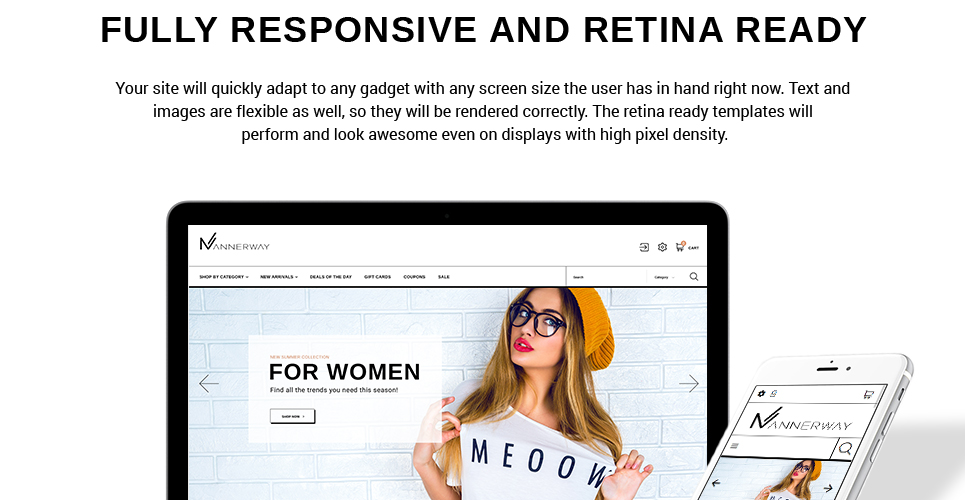 FULLY RESPONSIVE AND RETINA READY
Your site will quickly adapt to any gadget with any screen size the user has in hand right now. Text and
images are flexible as well, so they will be rendered correctly. The retina ready templates will
perform and look awesome even on displays with high pixel density.
MANNERWAY
CART
SHOP BY CATEGORY NEW ARRIVALS DEALS OF THE DAY GIFT CARDS COUPONS SALE Search Category
NEW SUMMER COLLECTION
FOR WOMEN
Find all the trends you need this season!
SHOP NOW
MEOOW
MANNERWAY